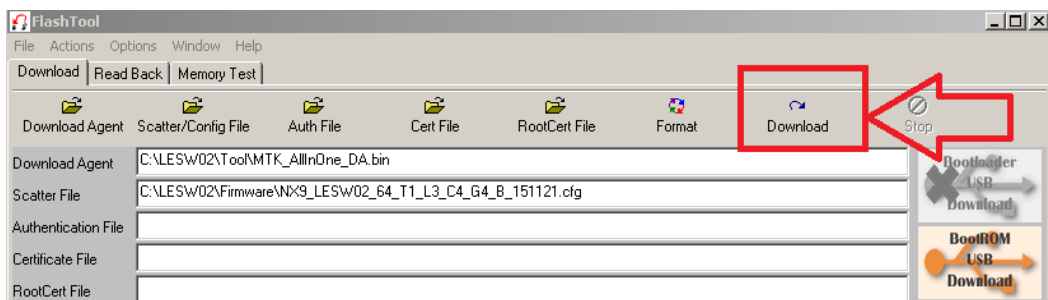 FlashTool
File Actions Options Window Help
Download Read Back Memory Test
Download Agent Scatter/Config File Auth File Cert File RootCert File Format Download Stop
Download Agent C:\LESW02\Tool\MTK_AllInOne_DA.bin
Scatter File C:\LESW02\Firmware\NX9_LESW02_64_T1_L3_C4_G4_B_151121.cfg
Authentication File
Certificate File
RootCert File
Bootloader
USB
Download
BootROM
USB
Download